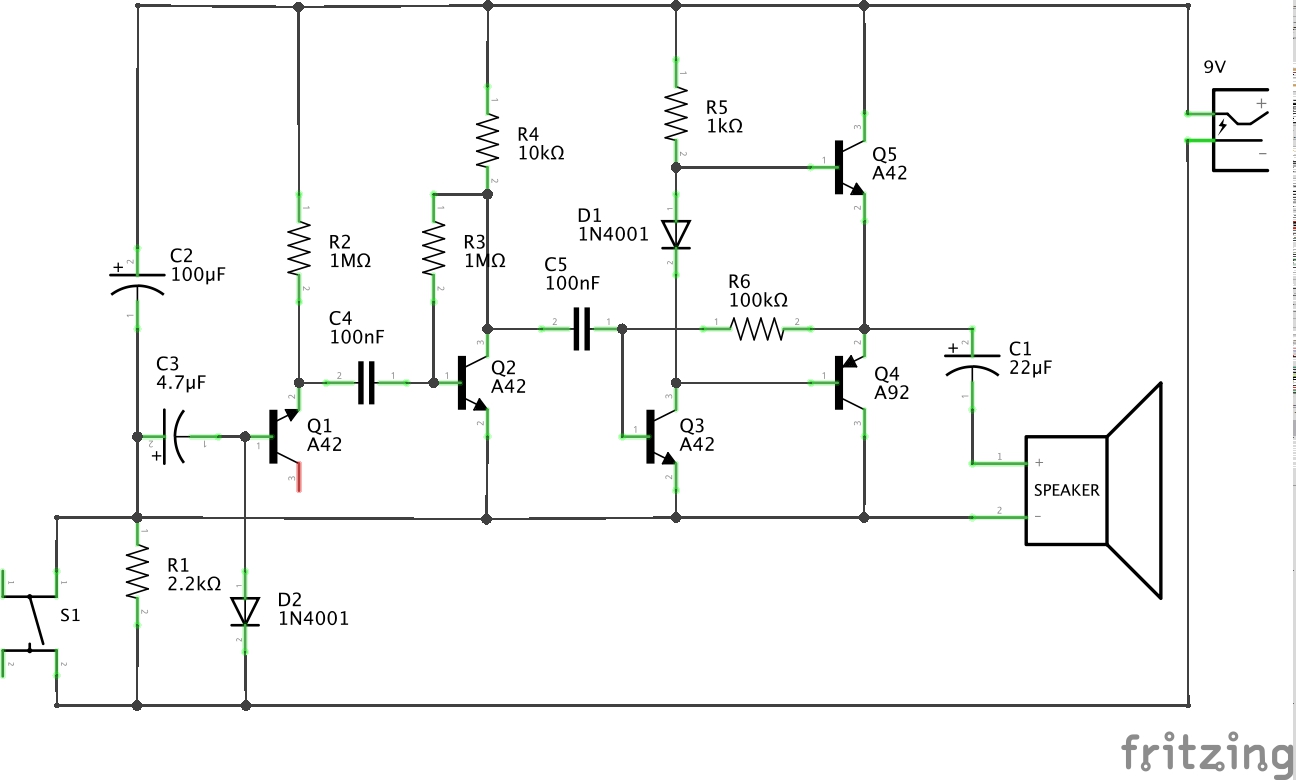 9V
+
−
R5
1kΩ
R4
10kΩ
Q5
A42
D1
1N4001
R2
1MΩ
R3
1MΩ
C2
100µF
C5
100nF
R6
100kΩ
C4
100nF
C3
4.7µF
Q2
A42
Q4
A92
C1
22µF
Q1
A42
Q3
A42
+
SPEAKER
−
R1
2.2kΩ
S1
D2
1N4001
fritzing